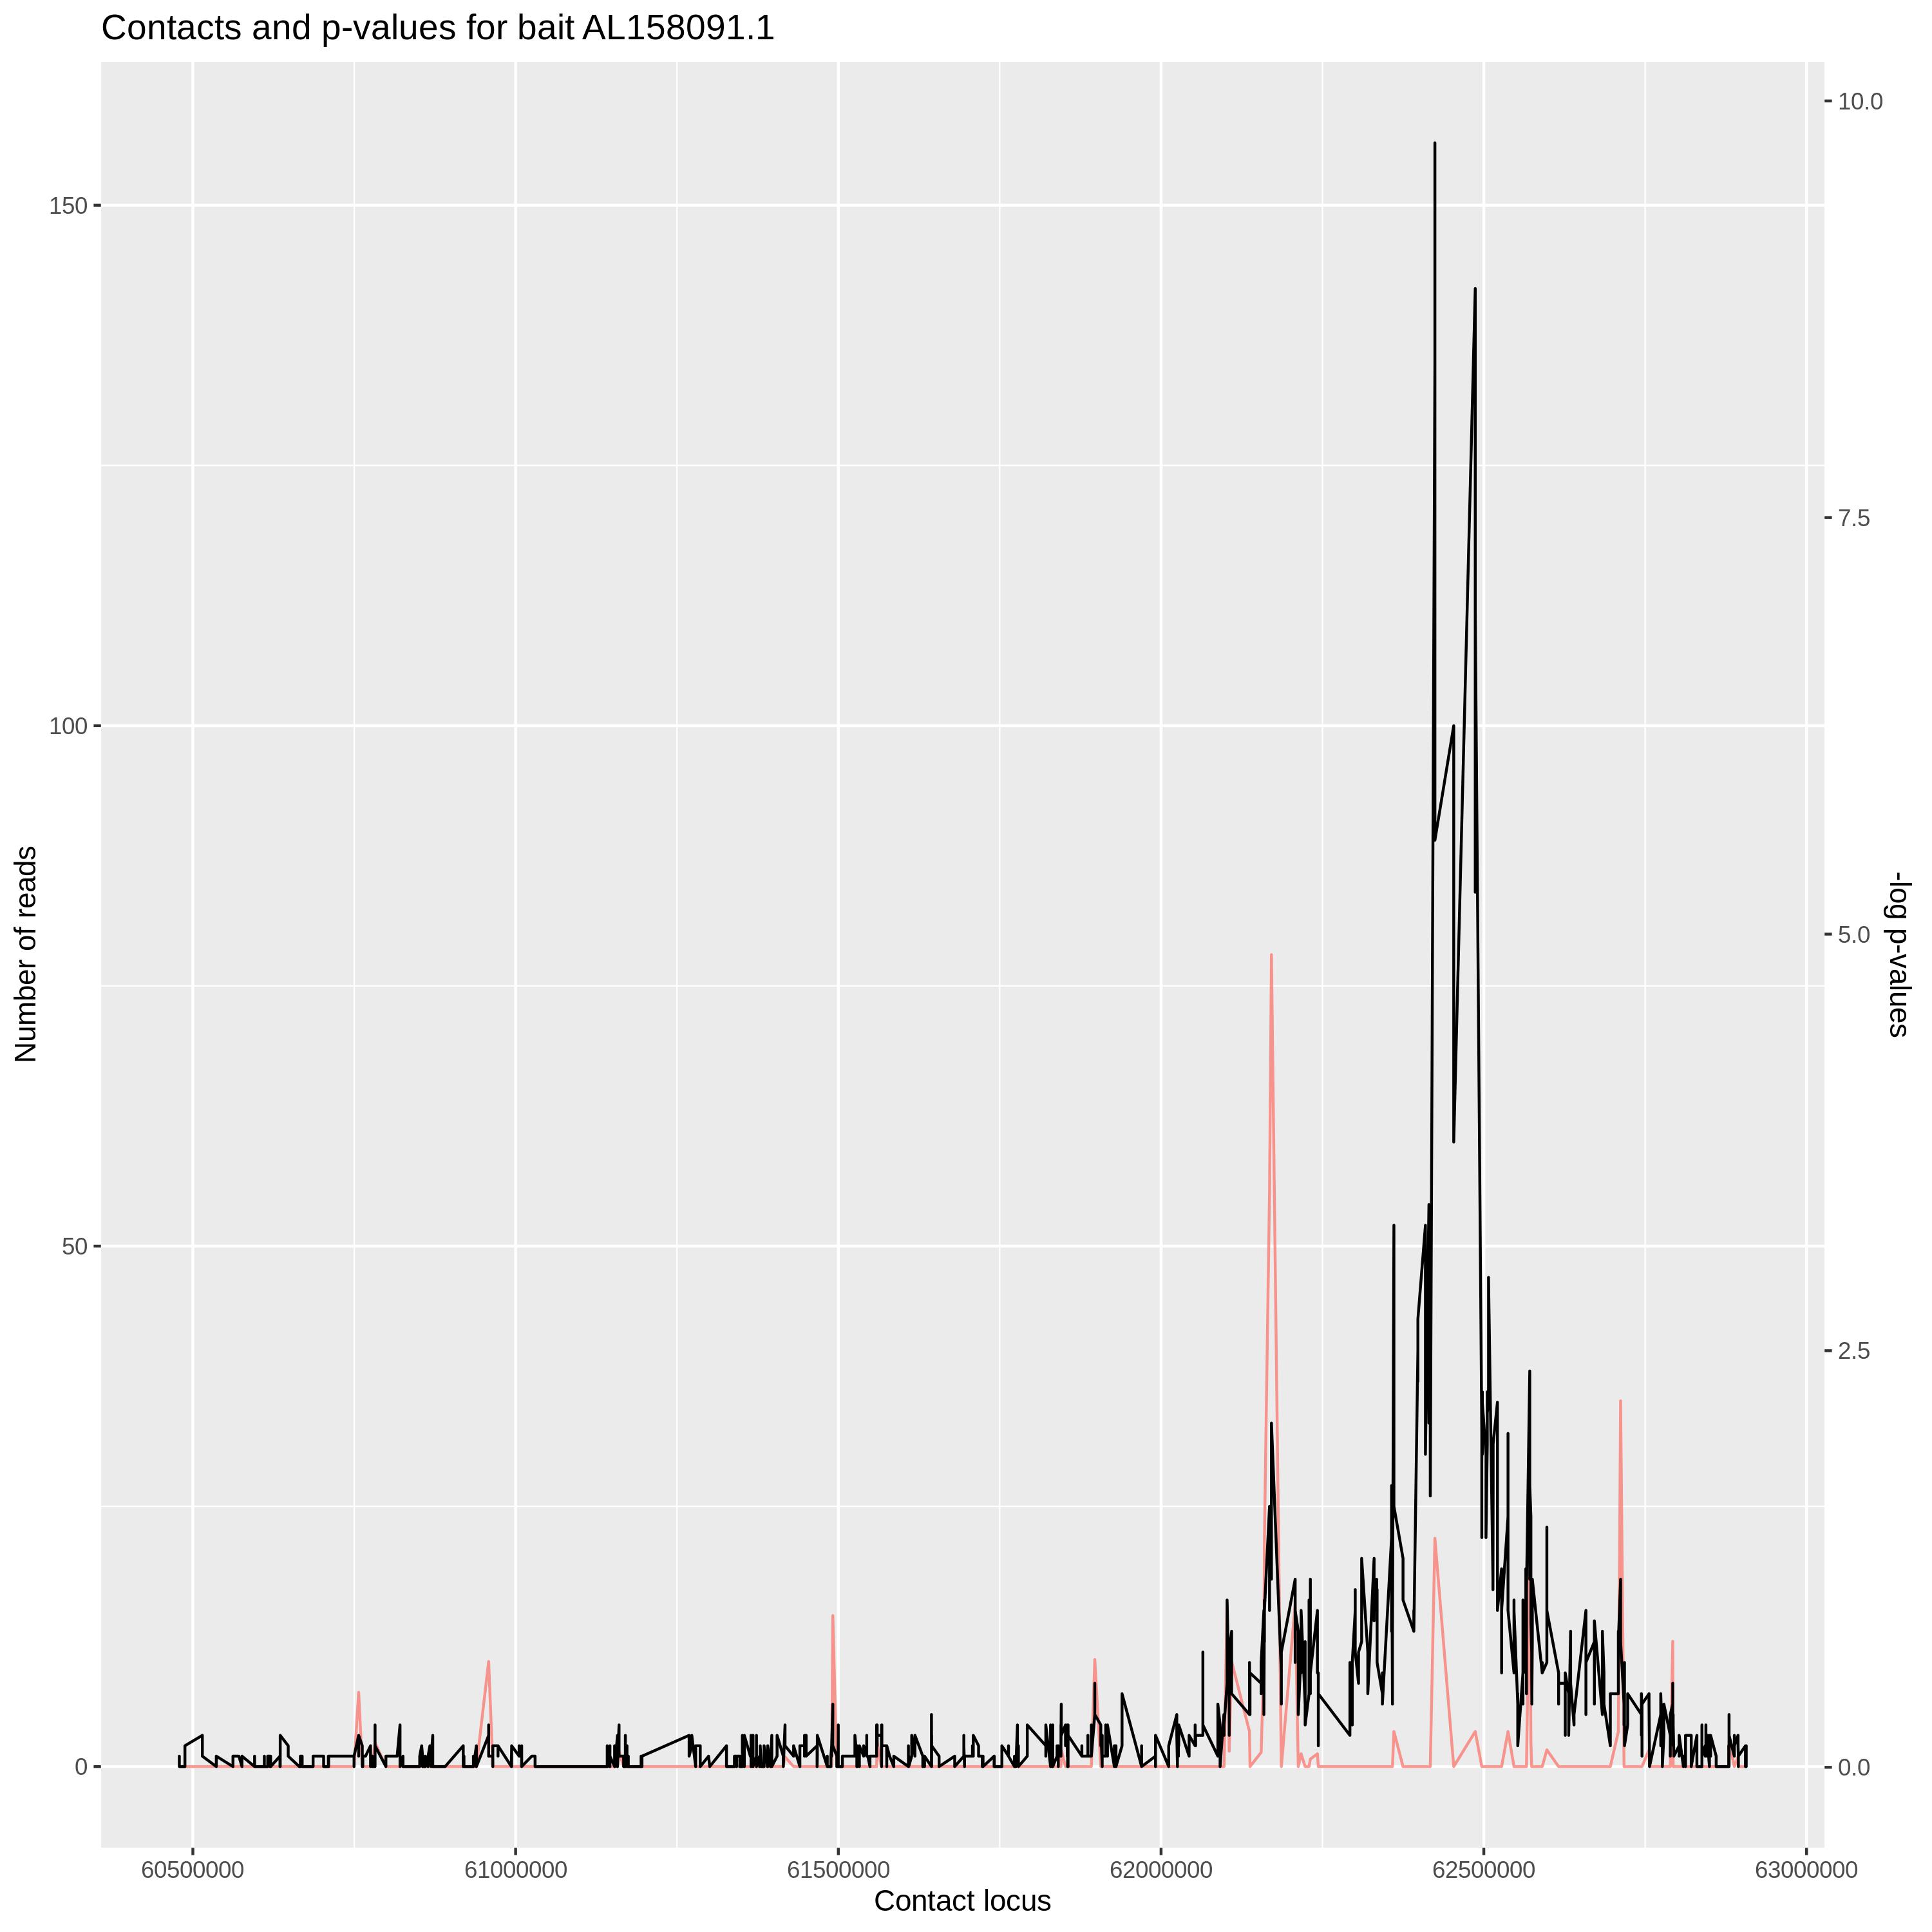 Contacts and p-values for bait AL158091.1
Number of reads
150
100
50
0
10.0
7.5
5.0
2.5
0.0
-log p-values
60500000 61000000 61500000 62000000 62500000 63000000
Contact locus